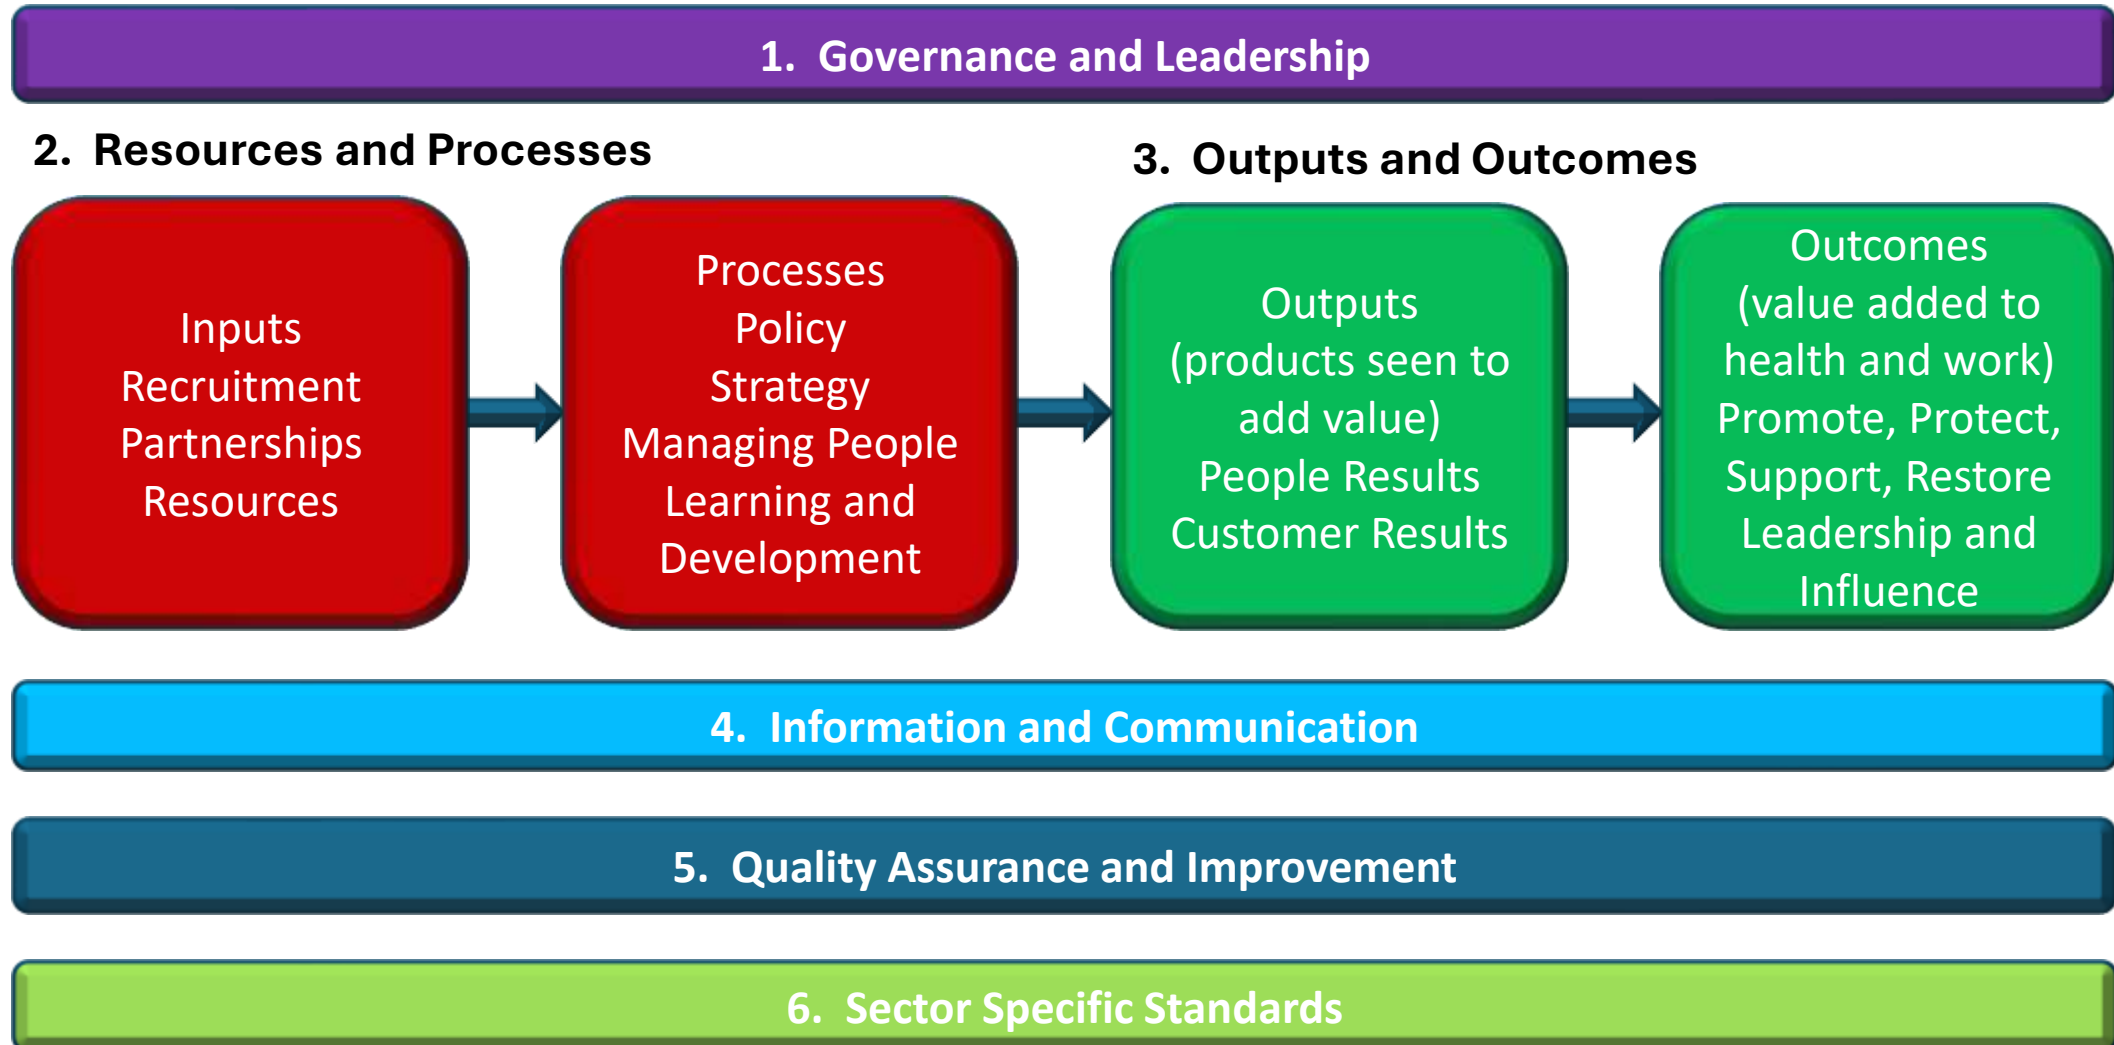 1. Governance and Leadership
2. Resources and Processes
3. Outputs and Outcomes
Inputs
Recruitment
Partnerships
Resources
Processes
Policy
Strategy
Managing People
Learning and
Development
Outputs
(products seen to
add value)
People Results
Customer Results
Outcomes
(value added to
health and work)
Promote, Protect,
Support, Restore
Leadership and
Influence
4. Information and Communication
5. Quality Assurance and Improvement
6. Sector Specific Standards